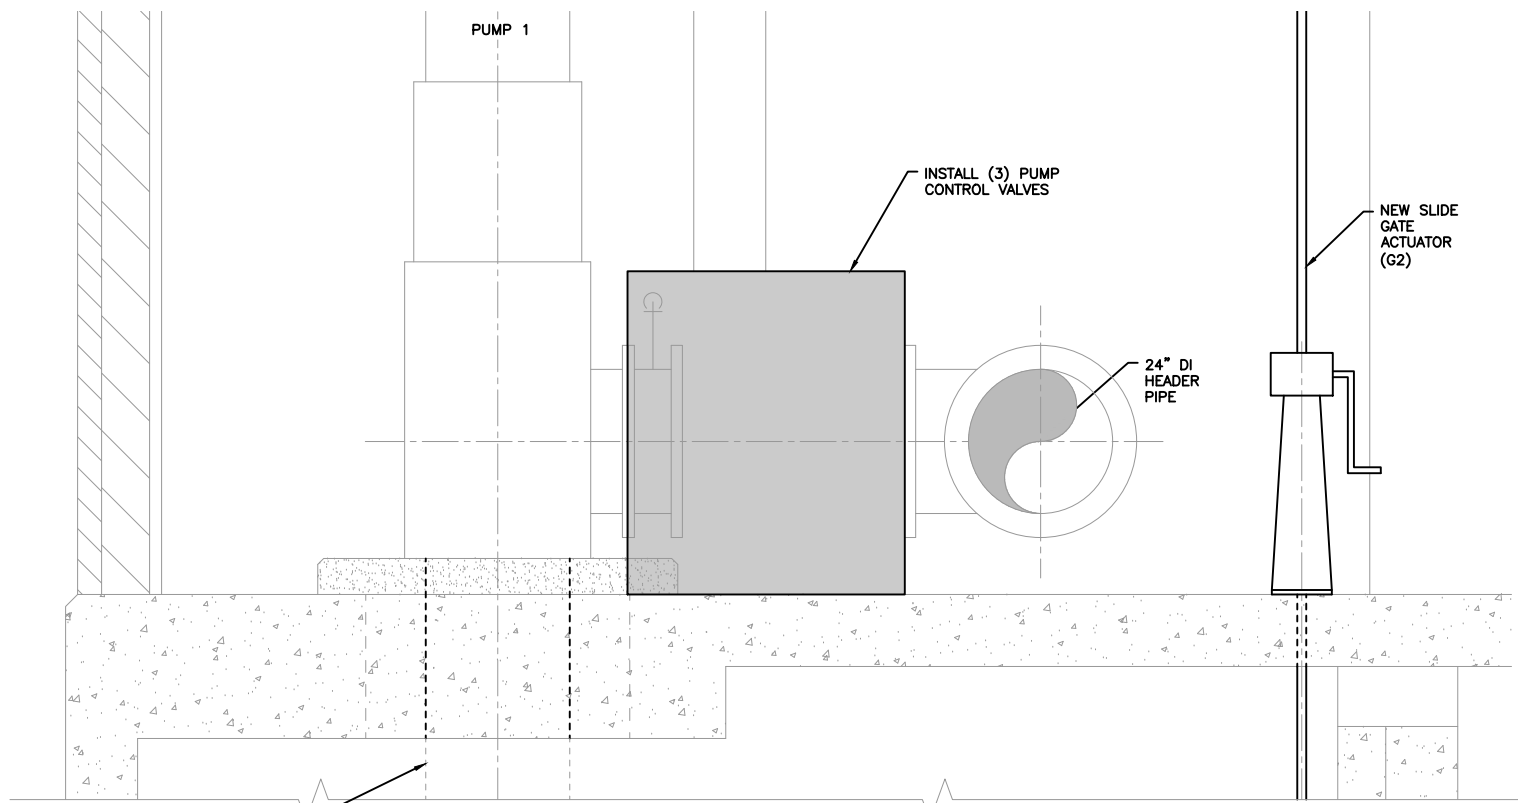 PUMP 1
INSTALL (3) PUMP
CONTROL VALVES
NEW SLIDE
GATE
ACTUATOR
(G2)
24" DI
HEADER
PIPE